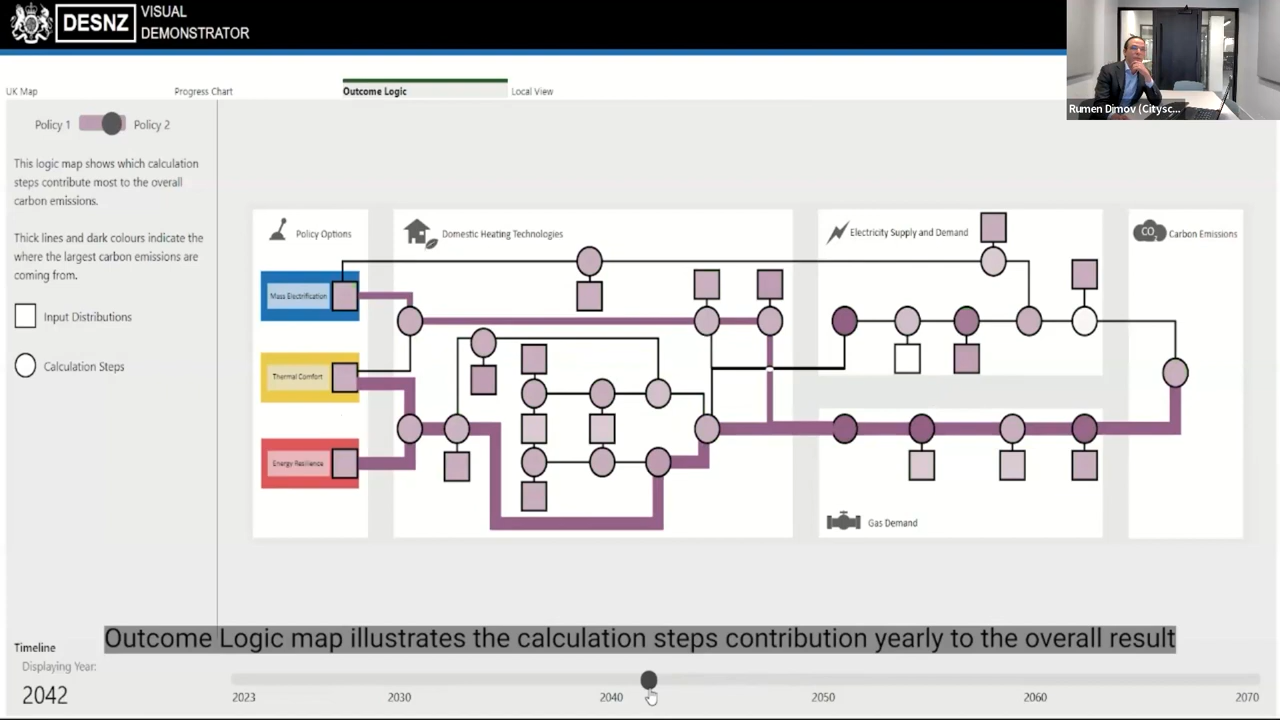 DESNZ
VISUAL
DEMONSTRATOR
Rumen Dimov (Citysc...
UK Map
Progress Chart
Outcome Logic
Local View
Policy 1
Policy 2
This logic map shows which calculation
steps contribute most to the overall
carbon emissions.
Thick lines and dark colours indicate the
where the largest carbon emissions are
coming from.
Input Distributions
Calculation Steps
Policy Options
Domestic Heating Technologies
Electricity Supply and Demand
CO2
Carbon Emissions
Mass Electrification
Thermal Comfort
Energy Resilience
Gas Demand
Outcome Logic map illustrates the calculation steps contribution yearly to the overall result
Timeline
Displaying Year:
2042
2023
2030
2040
2050
2060
2070